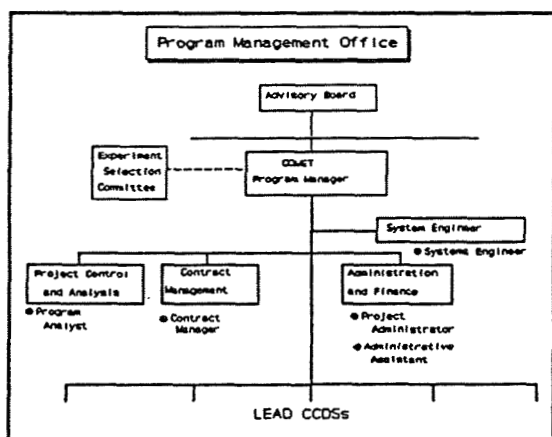 Program Management Office
Advisory Board
Experiment
Selection
Committee
COMET
Program Manager
System Engineer
● Systems Engineer
Project Control
and Analysis
● Program
Analyst
Contract
Management
● Contract
Manager
Administration
and Finance
● Project
Administrator
● Administrative
Assistant
LEAD CCDSs